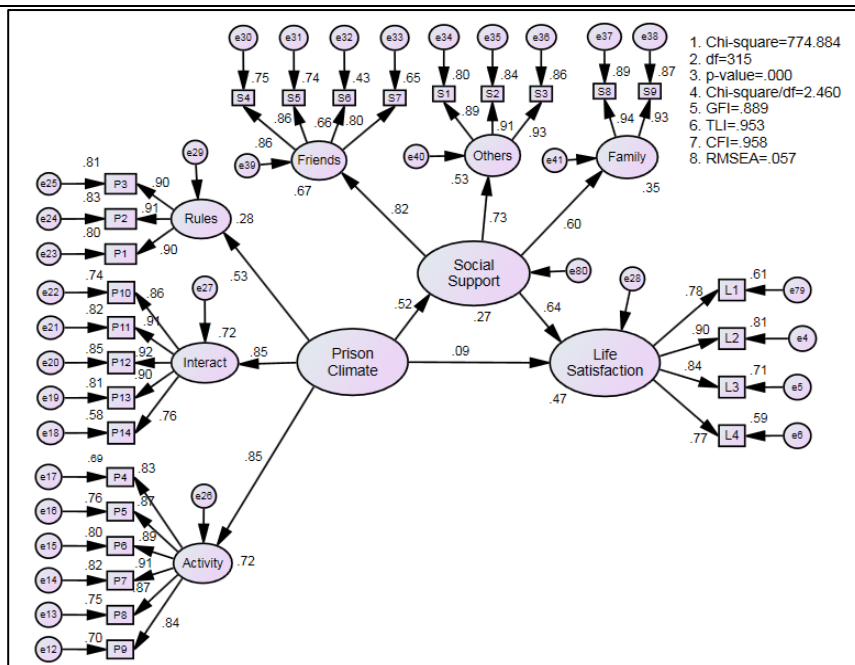 e30 e31 e32 e33 e34 e35 e36 e37 e38
1. Chi-square=774.884
2. df=315
3. p-value=.000
4. Chi-square/df=2.460
5. GFI=.889
6. TLI=.953
7. CFI=.958
8. RMSEA=.057
.75 .74 .43 .65 .80 .84 .86 .89 .87
S4 S5 S6 S7 S1 S2 S3 S8 S9
.86 .86 .66 .80 .89 .91 .93 .94 .93
e39 Friends .67
e40 Others .53
e41 Family .35
.82 .73 .60
e29
.81
e25 P3 .90
.83
e24 P2 .91
.80
e23 P1 .90
Rules .28
.53
Social
Support
e80
.27
.52
.64
e28
.74
e22 P10 .86
.82
e21 P11 .91
.85
e20 P12 .92
.81
e19 P13 .90
.58
e18 P14 .76
e27
.72
Interact
.85
Prison
Climate
.09
Life
Satisfaction
.47
.78 L1 .61 e79
.90 L2 .81 e4
.84 L3 .71 e5
.77 L4 .59 e6
.85
.69
e17 P4 .83
.76
e16 P5 .87
.80
e15 P6 .89
.82
e14 P7 .91
.75
e13 P8 .87
.70
e12 P9 .84
e26
Activity .72